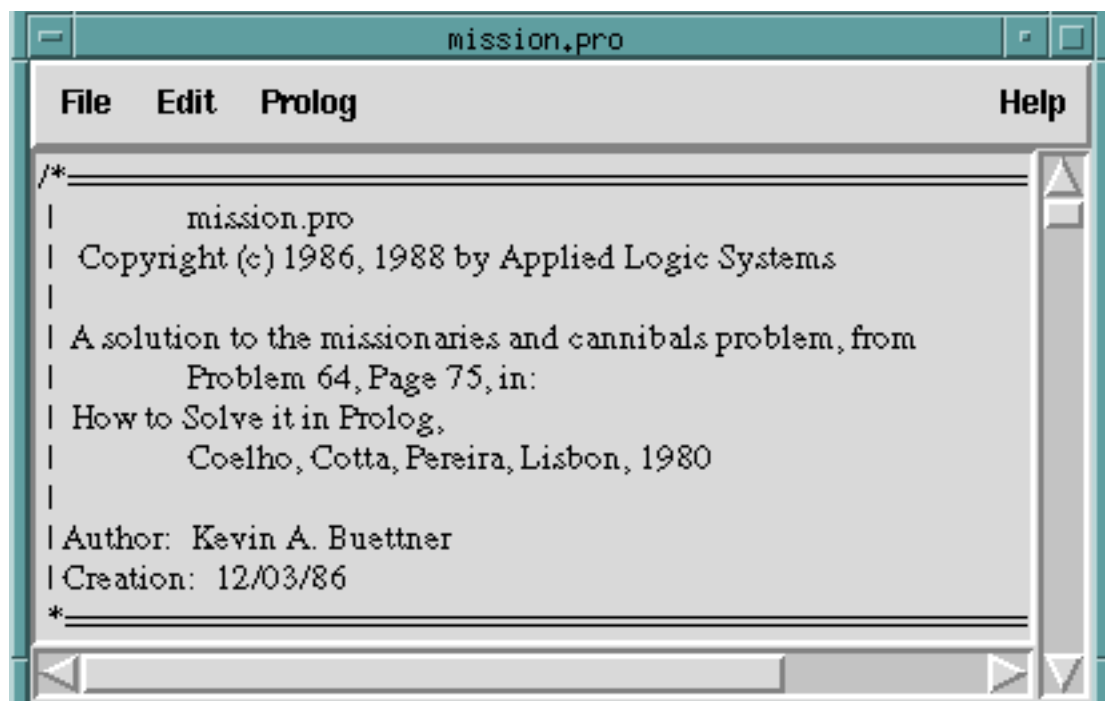 mission.pro
File Edit Prolog Help
/*══════════════════════════════
| mission.pro
| Copyright (c) 1986, 1988 by Applied Logic Systems
|
| A solution to the missionaries and cannibals problem, from
| Problem 64, Page 75, in:
| How to Solve it in Prolog,
| Coelho, Cotta, Pereira, Lisbon, 1980
|
| Author: Kevin A. Buettner
| Creation: 12/03/86
*══════════════════════════════